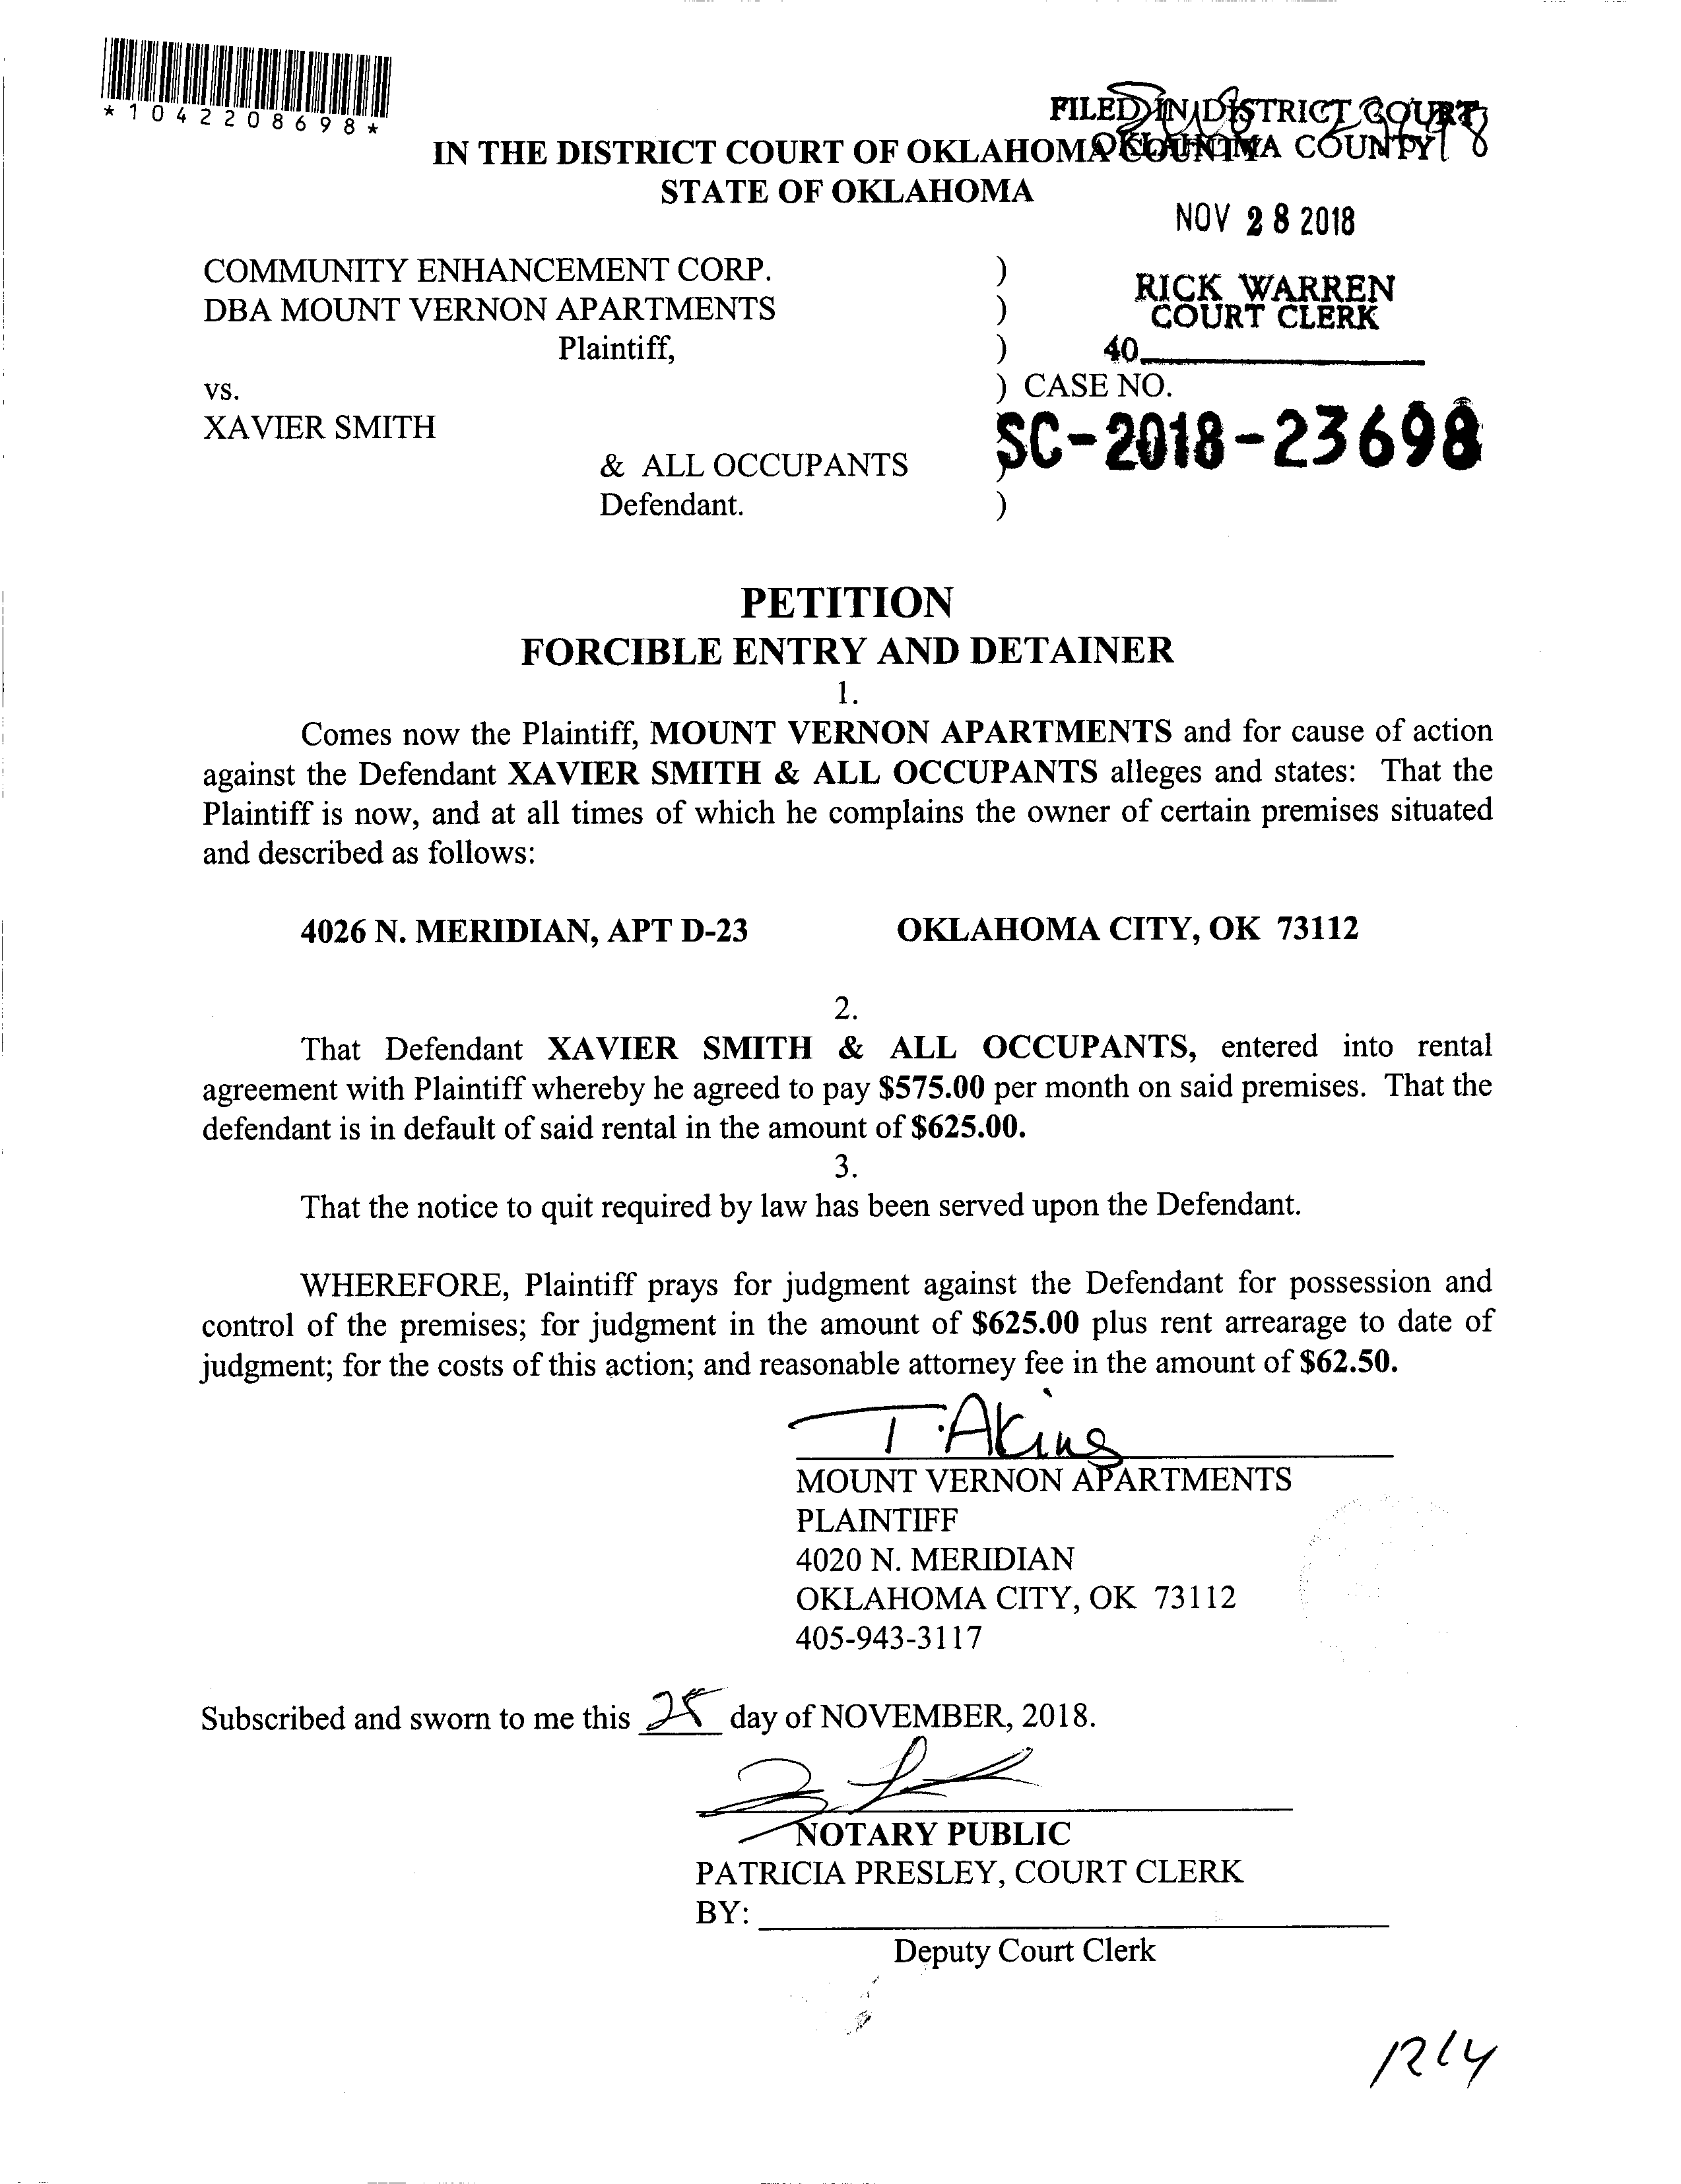 *1042208698*
FILED IN DISTRICT COURT
OKLAHOMA COUNTY
IN THE DISTRICT COURT OF OKLAHOMA COUNTY
STATE OF OKLAHOMA
NOV 28 2018
COMMUNITY ENHANCEMENT CORP. )
DBA MOUNT VERNON APARTMENTS )
RICK WARREN
COURT CLERK
Plaintiff, )
40
vs. ) CASE NO.
XAVIER SMITH
SC-2018-23698
& ALL OCCUPANTS )
Defendant. )
PETITION
FORCIBLE ENTRY AND DETAINER
1.
Comes now the Plaintiff, MOUNT VERNON APARTMENTS and for cause of action
against the Defendant XAVIER SMITH & ALL OCCUPANTS alleges and states: That the
Plaintiff is now, and at all times of which he complains the owner of certain premises situated
and described as follows:
4026 N. MERIDIAN, APT D-23 OKLAHOMA CITY, OK 73112
2.
That Defendant XAVIER SMITH & ALL OCCUPANTS, entered into rental
agreement with Plaintiff whereby he agreed to pay $575.00 per month on said premises. That the
defendant is in default of said rental in the amount of $625.00.
3.
That the notice to quit required by law has been served upon the Defendant.
WHEREFORE, Plaintiff prays for judgment against the Defendant for possession and
control of the premises; for judgment in the amount of $625.00 plus rent arrearage to date of
judgment; for the costs of this action; and reasonable attorney fee in the amount of $62.50.
T. Akins
MOUNT VERNON APARTMENTS
PLAINTIFF
4020 N. MERIDIAN
OKLAHOMA CITY, OK 73112
405-943-3117
Subscribed and sworn to me this 25 day of NOVEMBER, 2018.
NOTARY PUBLIC
PATRICIA PRESLEY, COURT CLERK
BY:
Deputy Court Clerk